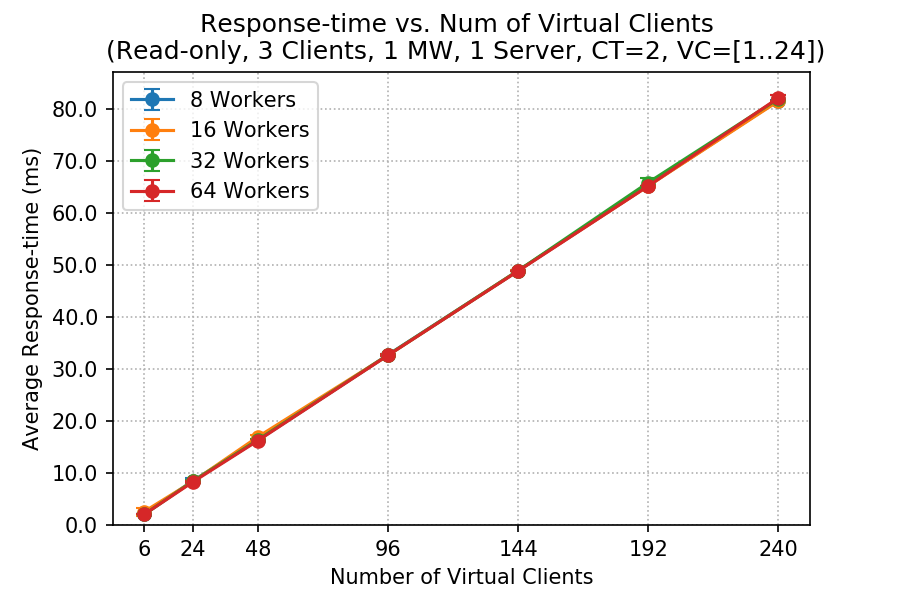 Response-time vs. Num of Virtual Clients
(Read-only, 3 Clients, 1 MW, 1 Server, CT=2, VC=[1..24])
8 Workers
16 Workers
32 Workers
64 Workers
Average Response-time (ms)
80.0
70.0
60.0
50.0
40.0
30.0
20.0
10.0
0.0
6 24 48 96 144 192 240
Number of Virtual Clients